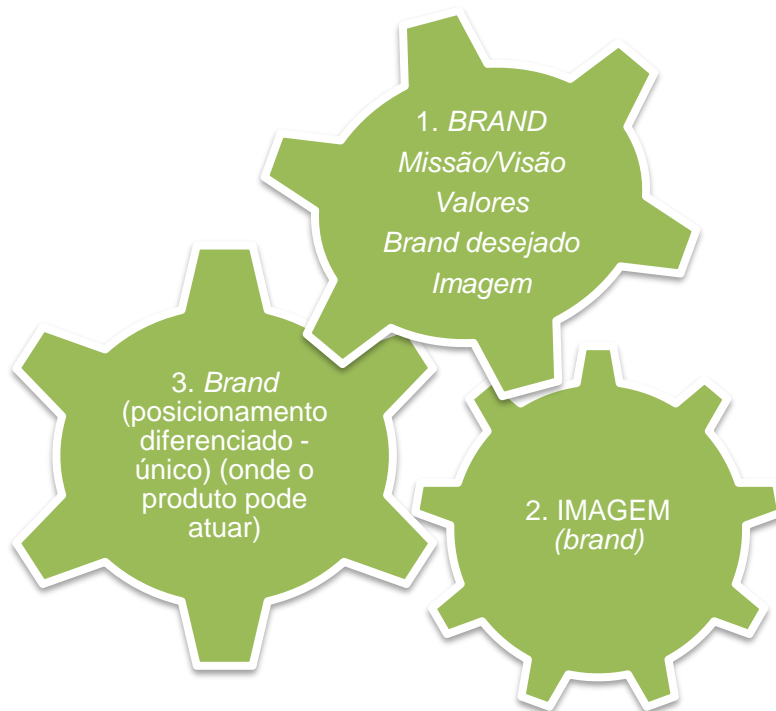 1. BRAND
Missão/Visão
Valores
Brand desejado
Imagem
3. Brand
(posicionamento
diferenciado -
único) (onde o
produto pode
atuar)
2. IMAGEM
(brand)